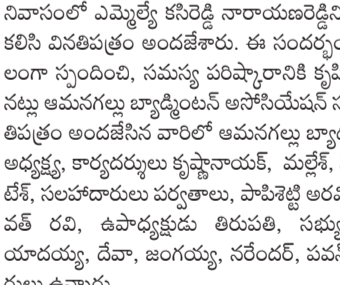 నివాసంలో ఎమ్మెల్యే కసిరెడ్డి నారాయణరెడ్డిని
కలిసి వినతిపత్రం అందజేశారు. ఈ సందర్భం
లంగా స్పందించి, సమస్య పరిష్కారానికి కృషి
నట్లు ఆమనగల్లు బ్యాడ్మింటన్ అసోసియేషన్ స
తిపత్రం అందజేసిన వారిలో ఆమనగల్లు బ్యాడ
అధ్యక్ష్య, కార్యదర్శులు కృష్ణానాయక్, మల్లేశ్,
టేశ్, సలహాదారులు పర్వతాలు, పాపిశెట్టి అరవ
వత్ రవి, ఉపాధ్యక్షుడు తిరుపతి, సభ్యు
యాదయ్య, దేవా, జంగయ్య, నరేందర్, పవన